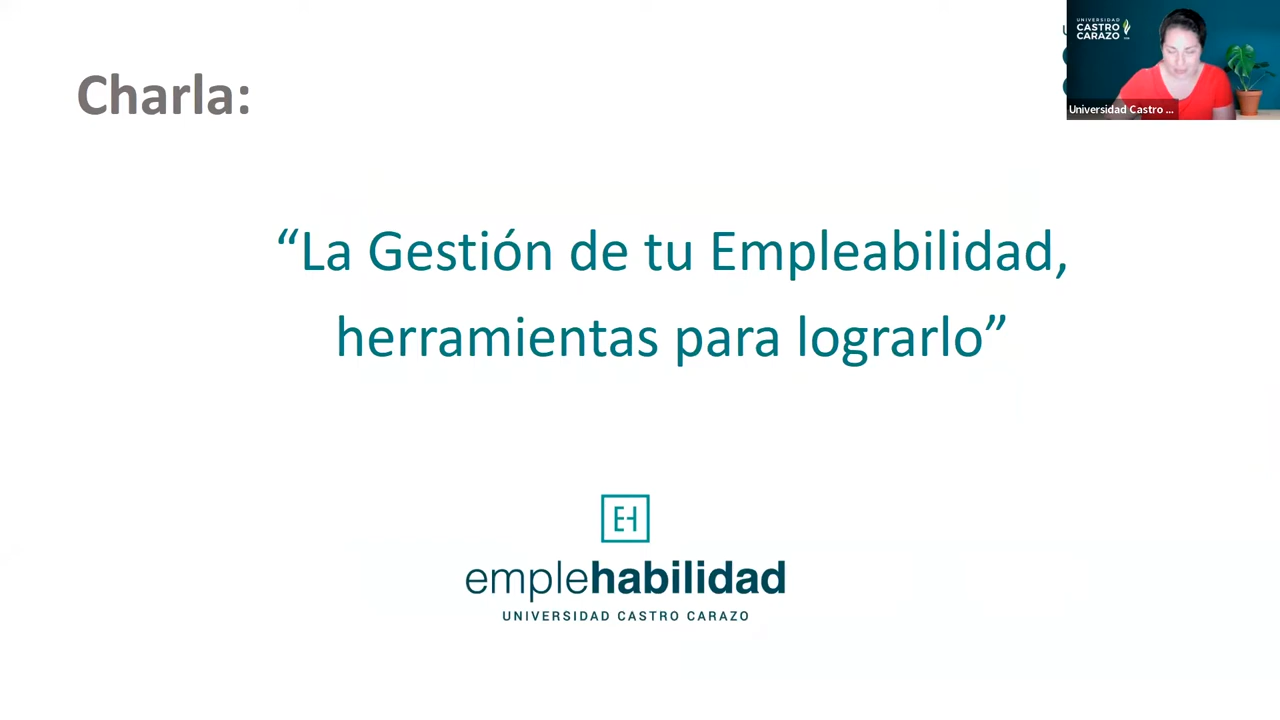 Charla:
“La Gestión de tu Empleabilidad,
herramientas para lograrlo”
EH
emplehabilidad
UNIVERSIDAD CASTRO CARAZO
UNIVERSIDAD
CASTRO
CARAZO
Universidad Castro ...